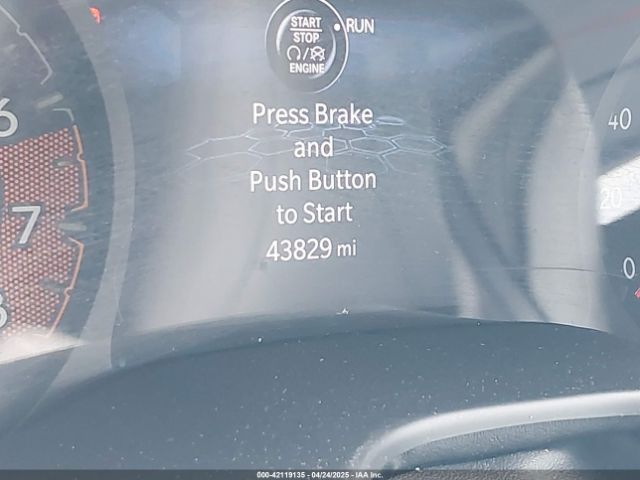 START
STOP
ENGINE
RUN
Press Brake
and
Push Button
to Start
43829 mi
6
7
8
40
20
0
000-42119135 - 04/24/2025 - IAA Inc.